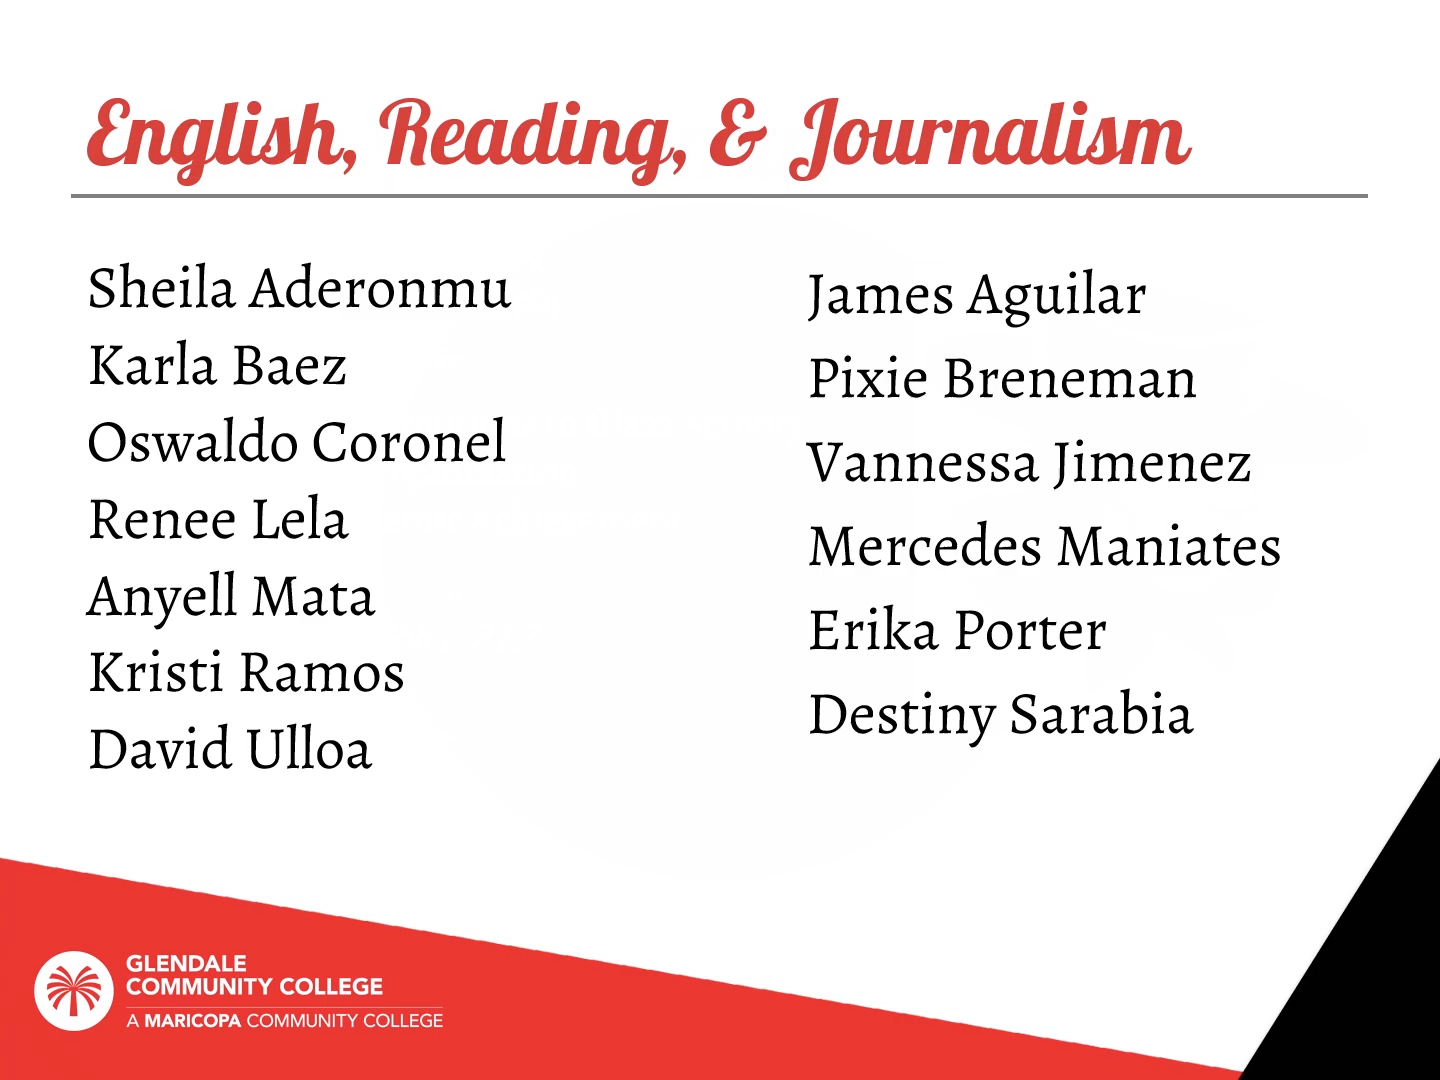 English, Reading, & Journalism
Sheila Aderonmu
Karla Baez
Oswaldo Coronel
Renee Lela
Anyell Mata
Kristi Ramos
David Ulloa
James Aguilar
Pixie Breneman
Vannessa Jimenez
Mercedes Maniates
Erika Porter
Destiny Sarabia
GLENDALE
COMMUNITY COLLEGE
A MARICOPA COMMUNITY COLLEGE